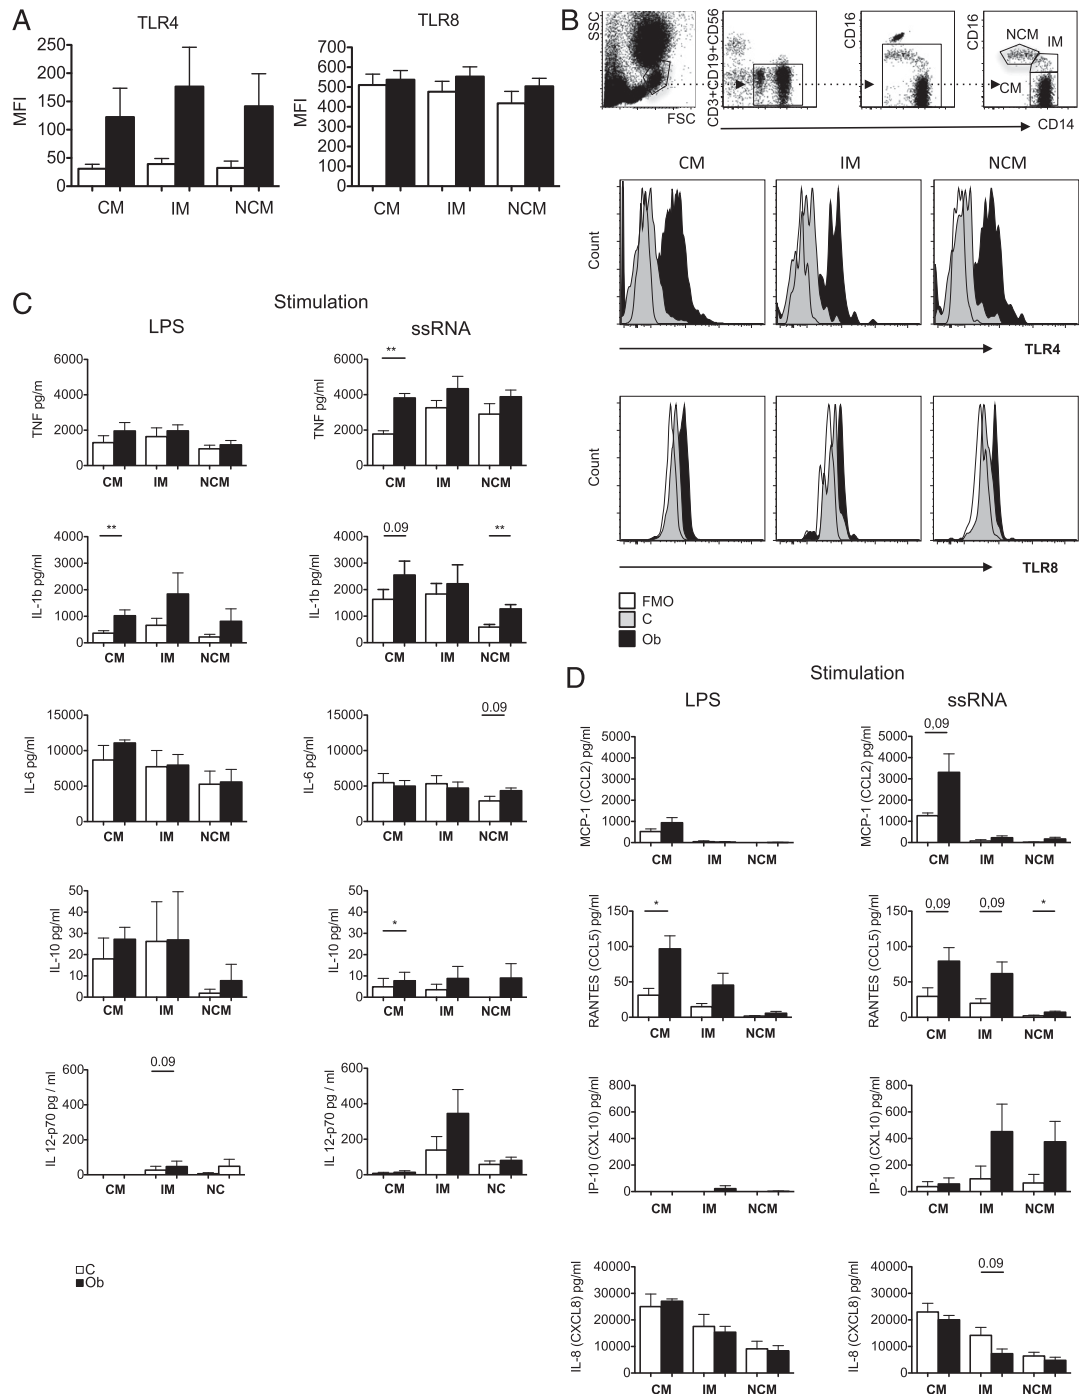 A
TLR4
TLR8
MFI
250
200
150
100
50
0
CM
IM
NCM
700
600
500
400
300
200
100
0
CM
IM
NCM
B
SSC
FSC
CD3+CD19+CD56
CD16
CD16
NCM
IM
CM
CD14
CM
IM
NCM
Count
TLR4
Count
TLR8
FMO
C
Ob
C
Stimulation
LPS
ssRNA
TNF pg/m
6000
4000
2000
0
CM
IM
NCM
TNF pg/ml
6000
4000
2000
0
**
CM
IM
NCM
IL-1b pg/ml
4000
3000
2000
1000
0
**
CM
IM
NCM
IL-1b pg/ml
4000
3000
2000
1000
0
0.09
**
CM
IM
NCM
IL-6 pg/ml
15000
10000
5000
0
CM
IM
NCM
IL-6 pg/ml
15000
10000
5000
0
0.09
CM
IM
NCM
IL-10 pg/ml
50
40
30
20
10
0
CM
IM
NCM
IL-10 pg/ml
50
40
30
20
10
0
*
CM
IM
NCM
IL 12-p70 pg / ml
600
400
200
0
0.09
CM
IM
NC
IL 12-p70 pg / ml
600
400
200
0
CM
IM
NC
C
Ob
D
Stimulation
LPS
ssRNA
MCP-1 (CCL2) pg/ml
5000
4000
3000
2000
1000
0
CM
IM
NCM
MCP-1 (CCL2) pg/ml
5000
4000
3000
2000
1000
0
0,09
CM
IM
NCM
RANTES (CCL5) pg/ml
150
100
50
0
*
CM
IM
NCM
RANTES (CCL5) pg/ml
150
100
50
0
0,09
0,09
*
CM
IM
NCM
IP-10 (CXL10) pg/ml
800
600
400
200
0
CM
IM
NCM
IP-10 (CXL10) pg/ml
800
600
400
200
0
CM
IM
NCM
IL-8 (CXCL8) pg/ml
40000
30000
20000
10000
0
CM
IM
NCM
IL-8 (CXCL8) pg/ml
40000
30000
20000
10000
0
0.09
CM
IM
NCM